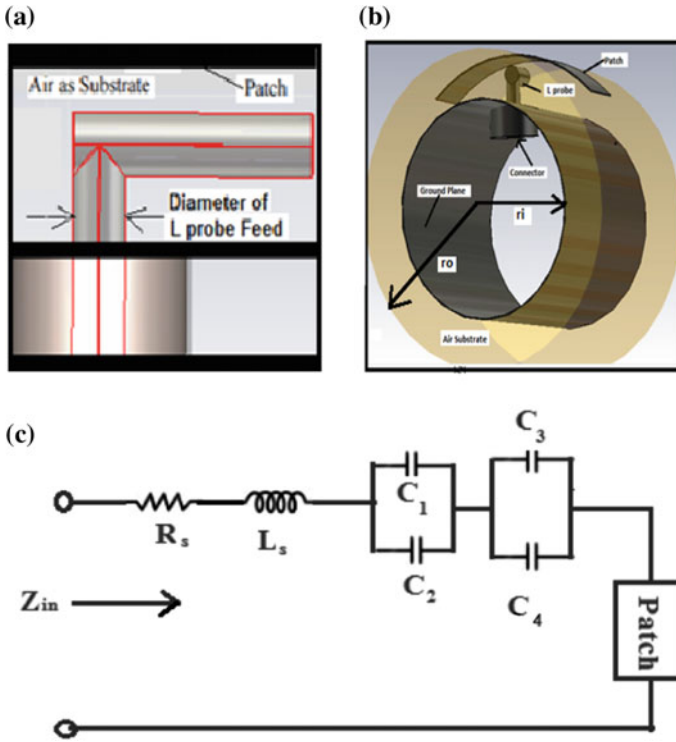 (a)
Air as Substrate
Patch
Diameter of
L probe Feed
(b)
Patch
L probe
Connector
Ground Plane
ri
ro
Air Substrate
(c)
Rs
Ls
C1
C2
C3
C4
Zin
Patch